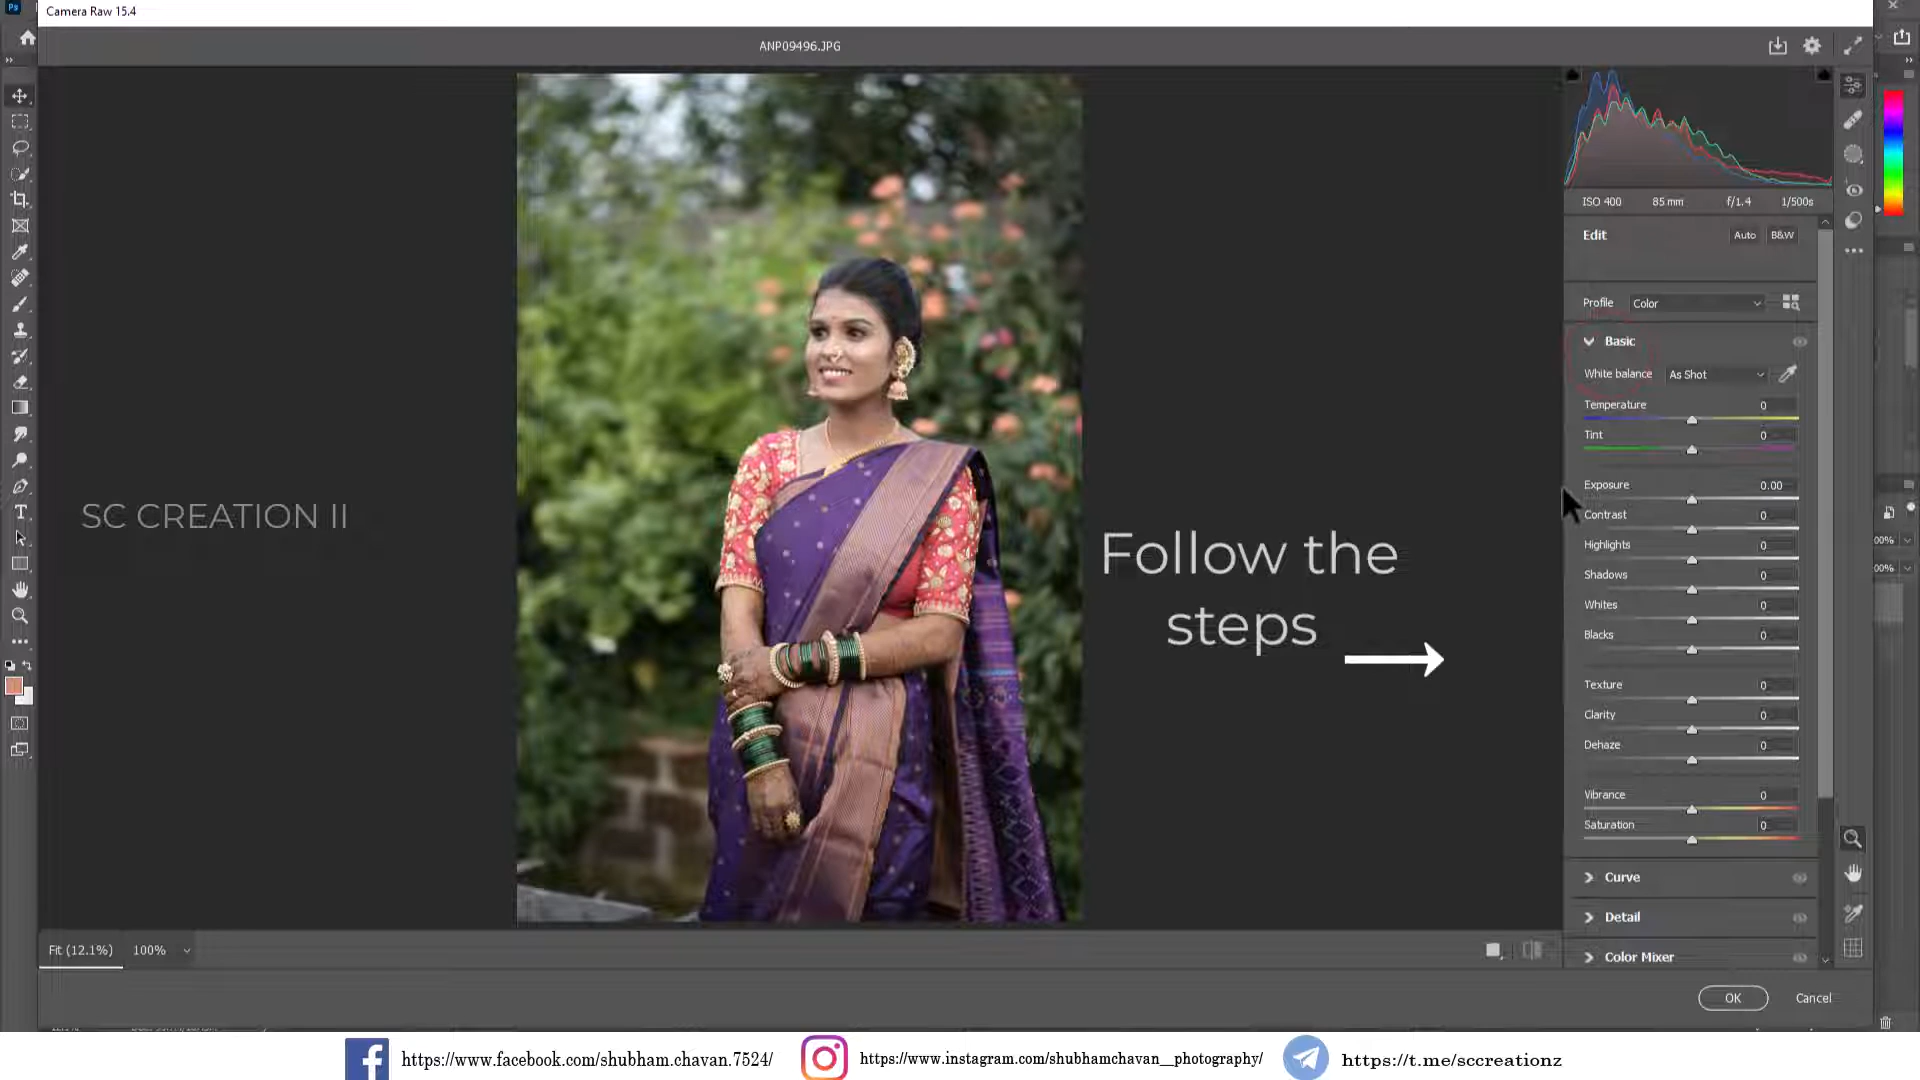 Camera Raw 15.4
ANP09496.JPG
ISO 400 85 mm f/1.4 1/500s
Edit Auto B&W
Profile Color
Basic
White balance As Shot
Temperature 0
Tint 0
Exposure 0.00
Contrast 0
Highlights 0
Shadows 0
Whites 0
Blacks 0
Texture 0
Clarity 0
Dehaze 0
Vibrance 0
Saturation 0
Curve
Detail
Color Mixer
SC CREATION II
Follow the
steps
Fit (12.1%) 100%
OK Cancel
https://www.facebook.com/shubham.chavan.7524/ https://www.instagram.com/shubhamchavan__photography/ https://t.me/sccreationz